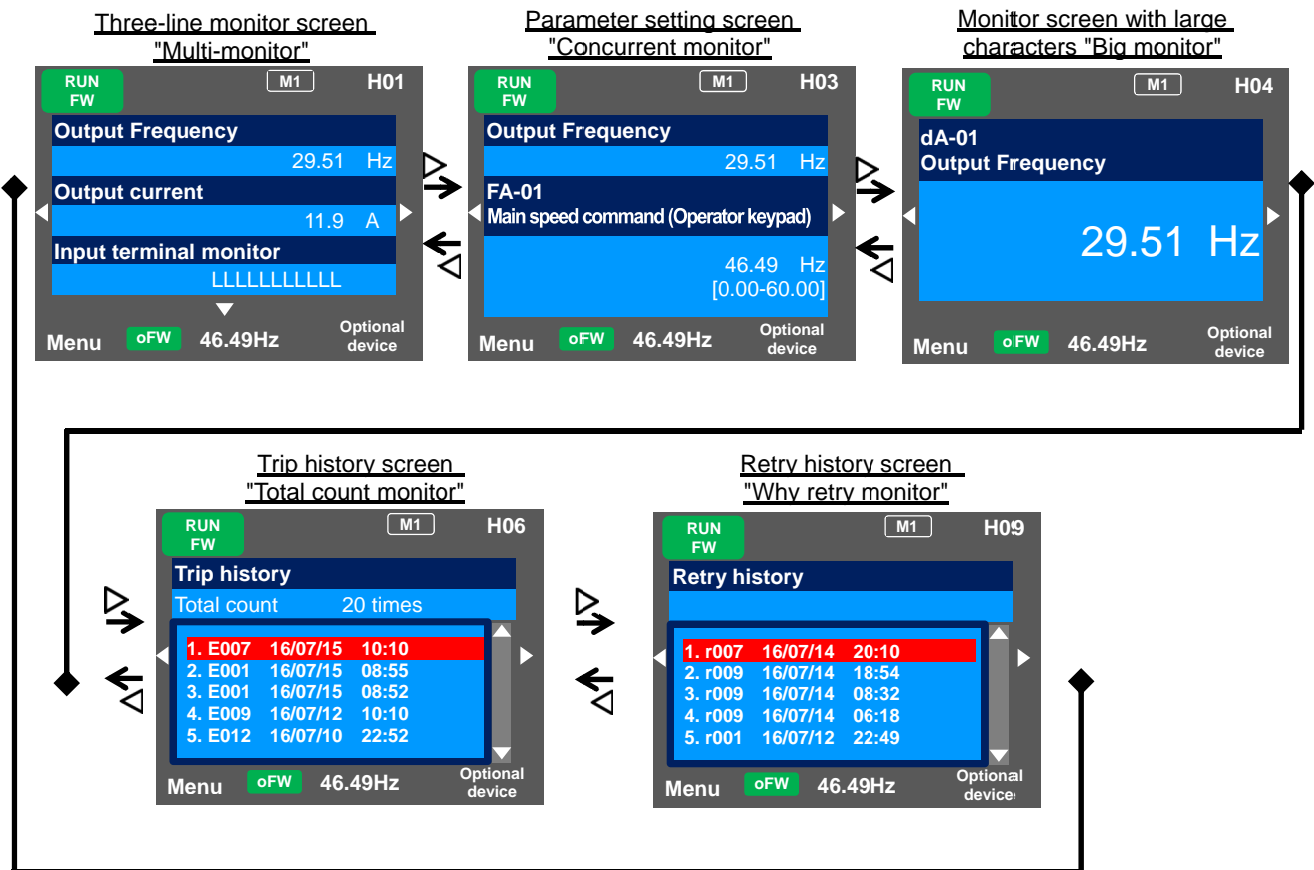 Three-line monitor screen
"Multi-monitor"
RUN
FW
M1
H01
Output Frequency
29.51 Hz
Output current
11.9 A
Input terminal monitor
LLLLLLLLLLL
Menu
oFW
46.49Hz
Optional
device
Parameter setting screen
"Concurrent monitor"
RUN
FW
M1
H03
Output Frequency
29.51 Hz
FA-01
Main speed command (Operator keypad)
46.49 Hz
[0.00-60.00]
Menu
oFW
46.49Hz
Optional
device
Monitor screen with large
characters "Big monitor"
RUN
FW
M1
H04
dA-01
Output Frequency
29.51 Hz
Menu
oFW
46.49Hz
Optional
device
Trip history screen
"Total count monitor"
RUN
FW
M1
H06
Trip history
Total count 20 times
1. E007 16/07/15 10:10
2. E001 16/07/15 08:55
3. E001 16/07/15 08:52
4. E009 16/07/12 10:10
5. E012 16/07/10 22:52
Menu
oFW
46.49Hz
Optional
device
Retry history screen
"Why retry monitor"
RUN
FW
M1
H09
Retry history
1. r007 16/07/14 20:10
2. r009 16/07/14 18:54
3. r009 16/07/14 08:32
4. r009 16/07/14 06:18
5. r001 16/07/12 22:49
Menu
oFW
46.49Hz
Optional
device